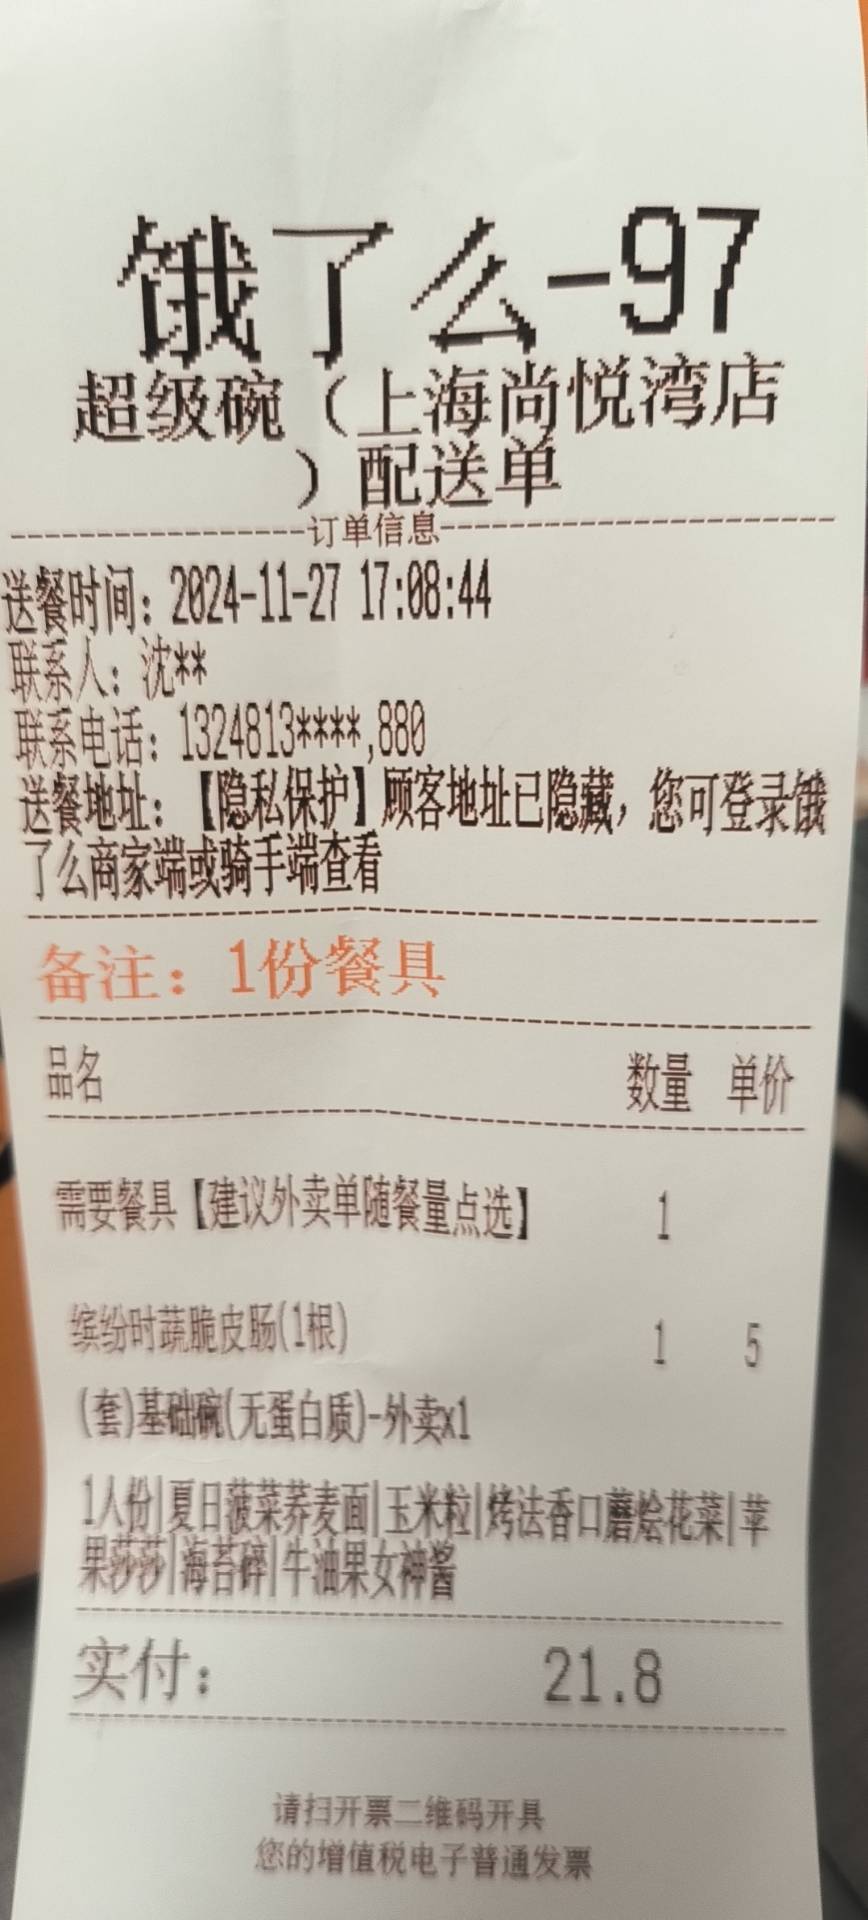 饿了么-97
超级碗（上海尚悦湾店
）配送单
订单信息
送餐时间：2024-11-27 17:08:44
联系人：沈**
联系电话：1324813****,880
送餐地址：【隐私保护】顾客地址已隐藏，您可登录饿
了么商家端或骑手端查看
备注：1份餐具
品名 数量 单价
需要餐具【建议外卖单随餐量点选】 1
缤纷时蔬脆皮肠(1根) 1 5
(套)基础碗(无蛋白质)-外卖x1
1人份|夏日菠菜荞麦面|玉米粒|烤法香口蘑烩花菜|苹
果莎莎|海苔碎|牛油果女神酱
实付： 21.8
请扫开票二维码开具
您的增值税电子普通发票